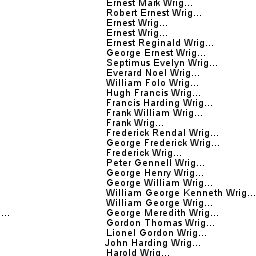 Ernest Mark Wrig...
Robert Ernest Wrig...
Ernest Wrig...
Ernest Wrig...
Ernest Reginald Wrig...
George Ernest Wrig...
Septimus Evelyn Wrig...
Everard Noel Wrig...
William Folo Wrig...
Hugh Francis Wrig...
Francis Harding Wrig...
Frank William Wrig...
Frank Wrig...
Frederick Rendal Wrig...
George Frederick Wrig...
Frederick Wrig...
Peter Gennell Wrig...
George Henry Wrig...
George William Wrig...
William George Kenneth Wrig...
William George Wrig...
... George Meredith Wrig...
Gordon Thomas Wrig...
Lionel Gordon Wrig...
John Harding Wrig...
Harold Wrig...